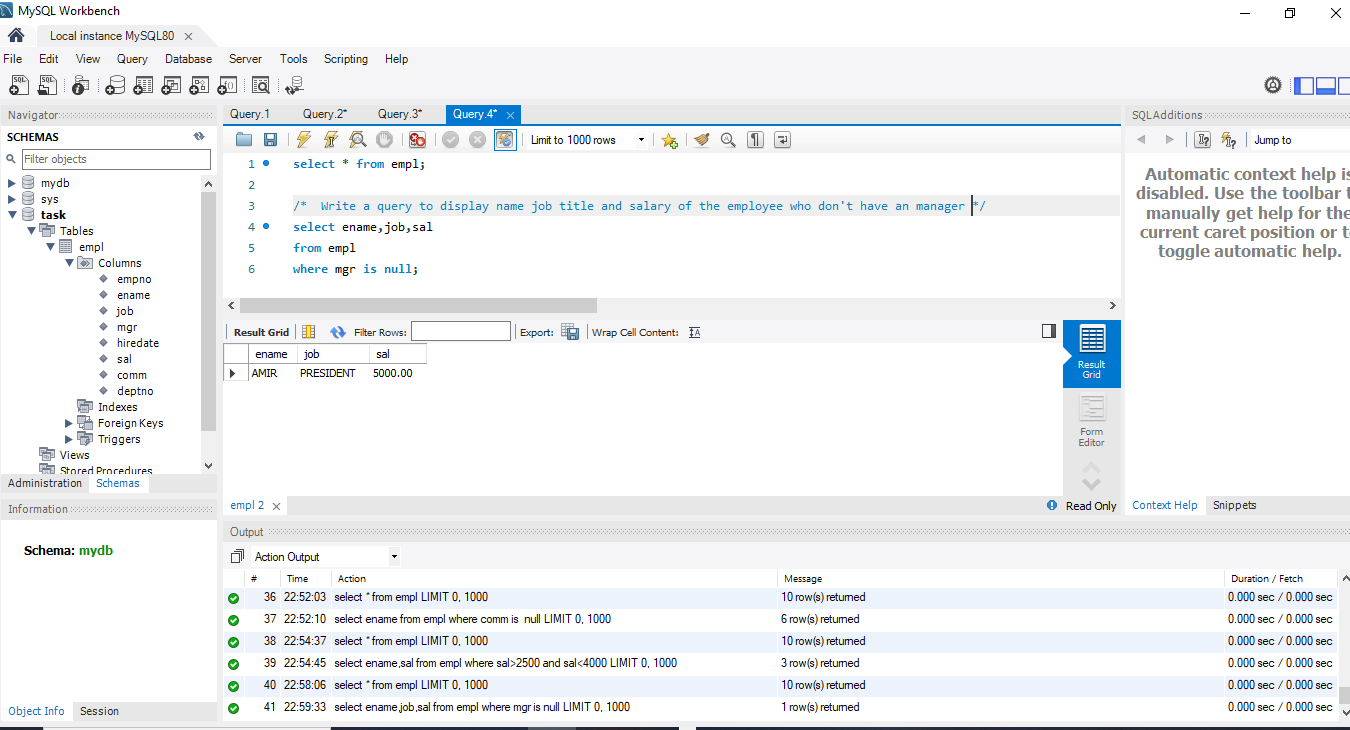 MySQL Workbench
Local instance MySQL80
File Edit View Query Database Server Tools Scripting Help
Navigator
SCHEMAS
Filter objects
mydb
sys
task
Tables
empl
Columns
empno
ename
job
mgr
hiredate
sal
comm
deptno
Indexes
Foreign Keys
Triggers
Views
Stored Procedures
Administration Schemas
Information
Schema: mydb
Object Info Session
Query.1 Query.2* Query.3* Query.4*
Limit to 1000 rows
1 select * from empl;
2
3 /* Write a query to display name job title and salary of the employee who don't have an manager */
4 select ename,job,sal
5 from empl
6 where mgr is null;
Result Grid Filter Rows: Export: Wrap Cell Content:
ename job sal
AMIR PRESIDENT 5000.00
Result
Grid
Form
Editor
empl 2 Read Only
Output
Action Output
# Time Action Message Duration / Fetch
36 22:52:03 select * from empl LIMIT 0, 1000 10 row(s) returned 0.000 sec / 0.000 sec
37 22:52:10 select ename from empl where comm is  null LIMIT 0, 1000 6 row(s) returned 0.000 sec / 0.000 sec
38 22:54:37 select * from empl LIMIT 0, 1000 10 row(s) returned 0.000 sec / 0.000 sec
39 22:54:45 select ename,sal from empl where sal>2500 and sal<4000 LIMIT 0, 1000 3 row(s) returned 0.000 sec / 0.000 sec
40 22:58:06 select * from empl LIMIT 0, 1000 10 row(s) returned 0.000 sec / 0.000 sec
41 22:59:33 select ename,job,sal from empl where mgr is null LIMIT 0, 1000 1 row(s) returned 0.000 sec / 0.000 sec
SQLAdditions
Jump to
Automatic context help is
disabled. Use the toolbar t
manually get help for the
current caret position or to
toggle automatic help.
Context Help Snippets